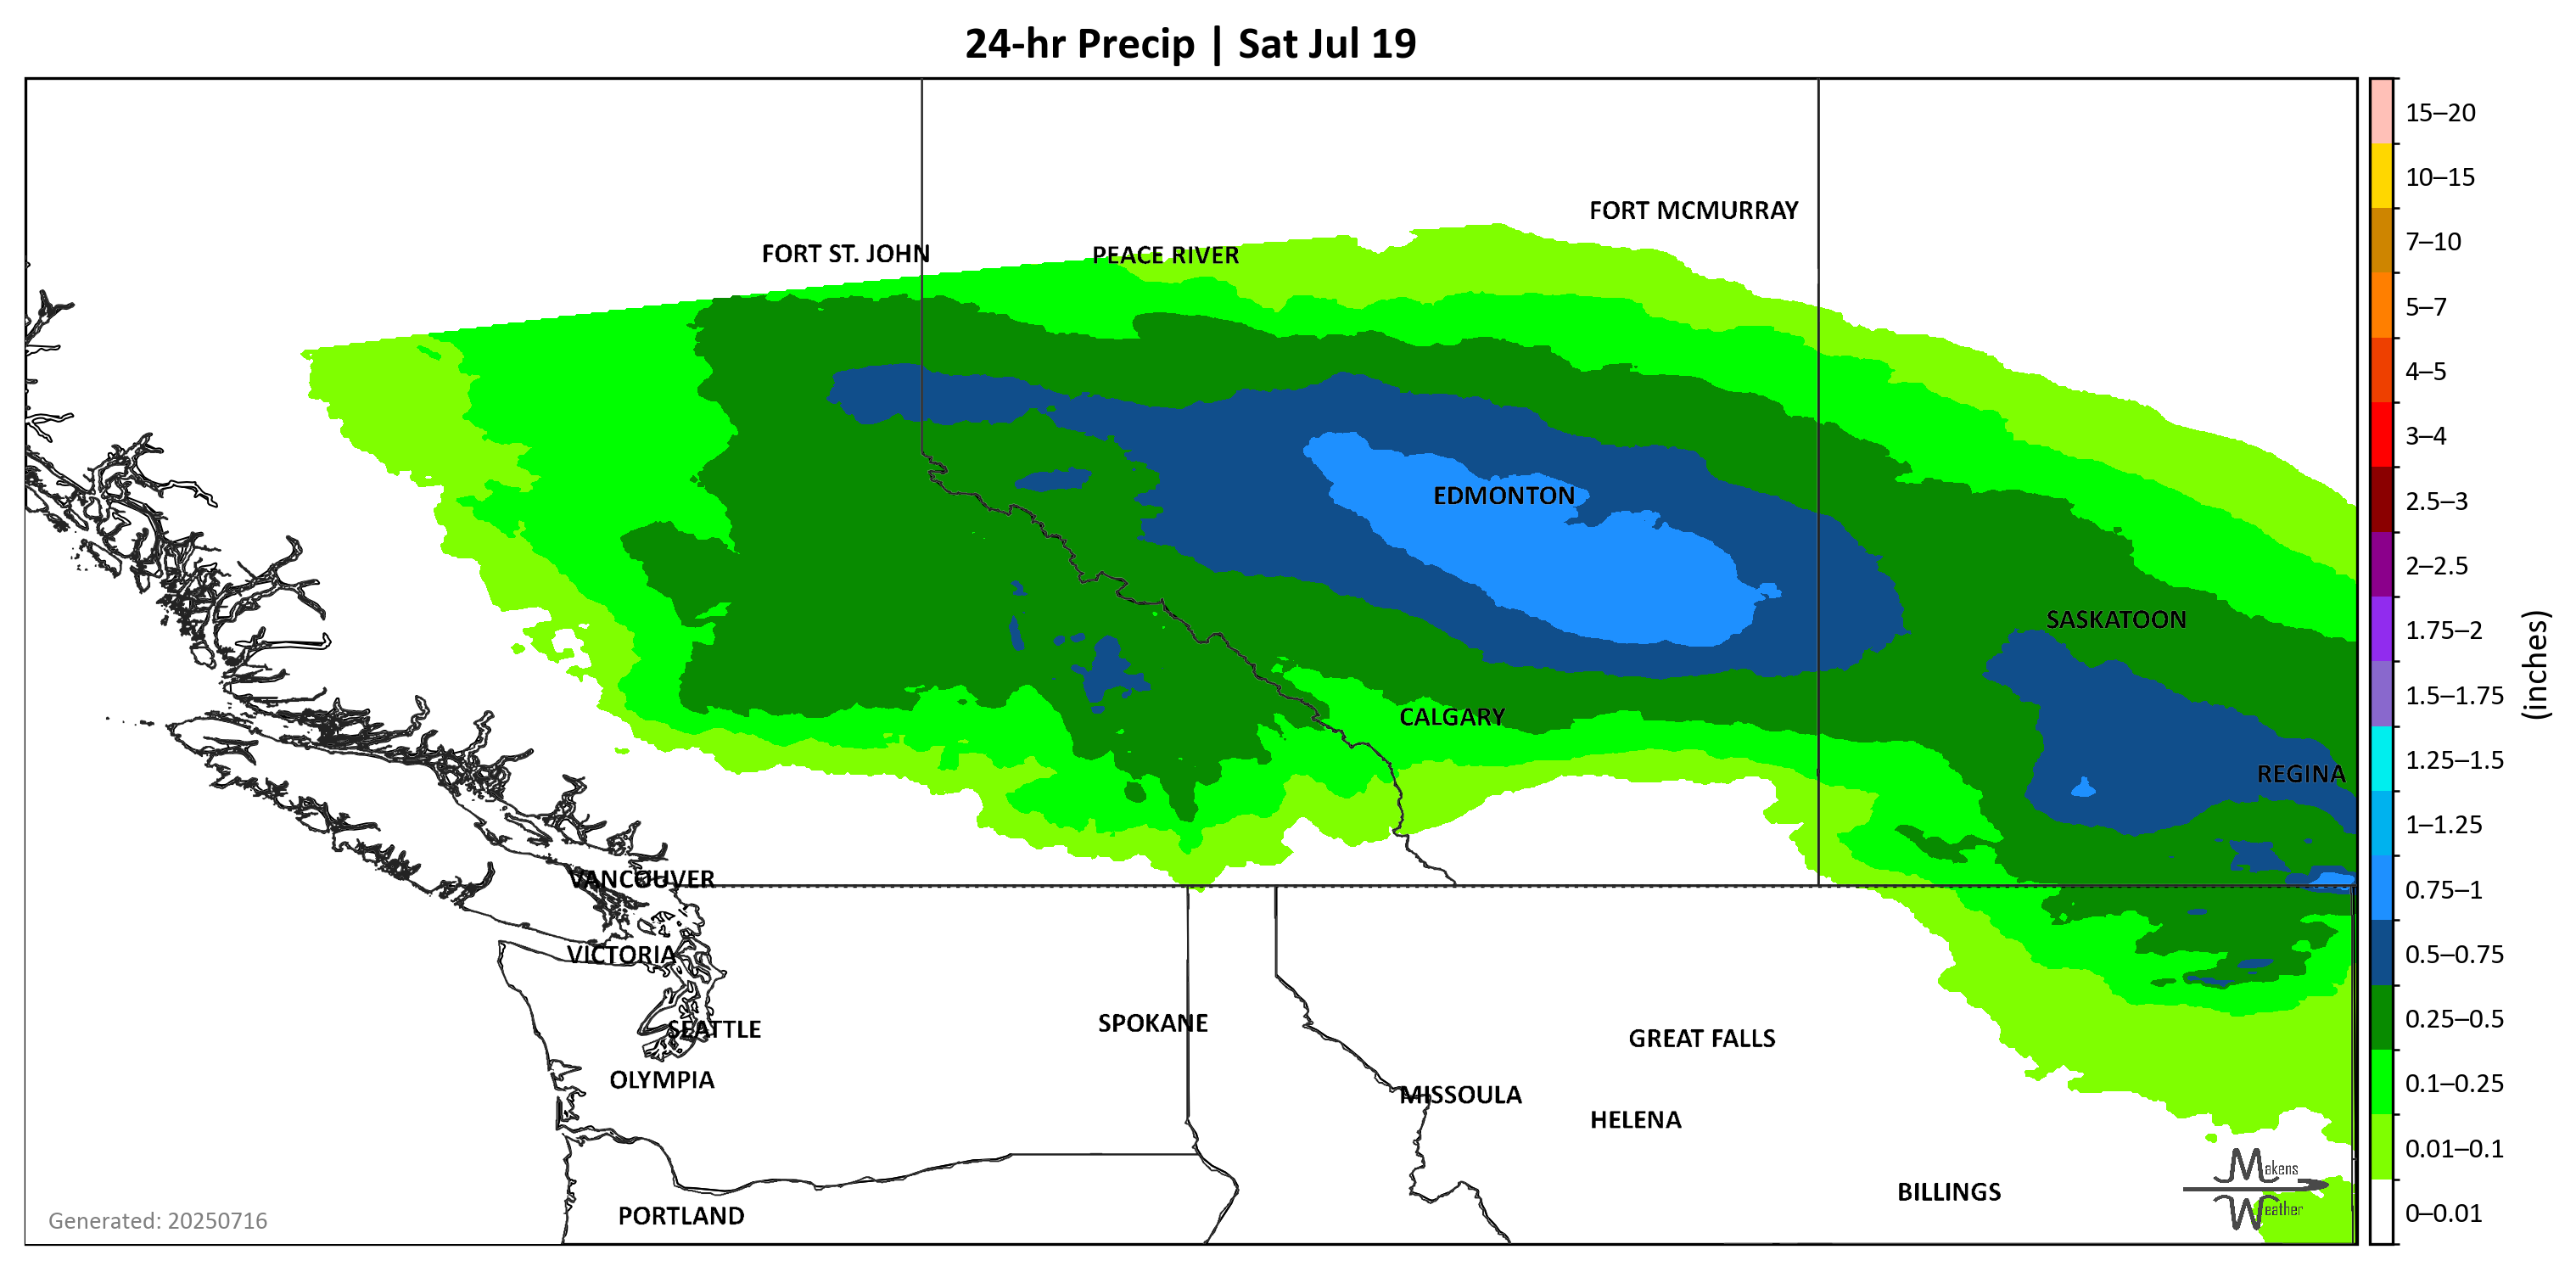 24-hr Precip | Sat Jul 19
15–20
10–15
FORT MCMURRAY
7–10
FORT ST. JOHN
PEACE RIVER
5–7
4–5
3–4
EDMONTON
2.5–3
2–2.5
SASKATOON
1.75–2
(inches)
1.5–1.75
CALGARY
1.25–1.5
REGINA
1–1.25
VANCOUVER
0.75–1
VICTORIA
0.5–0.75
SEATTLE
SPOKANE
0.25–0.5
GREAT FALLS
OLYMPIA
0.1–0.25
MISSOULA
HELENA
0.01–0.1
Makens
Weather
BILLINGS
PORTLAND
0–0.01
Generated: 20250716